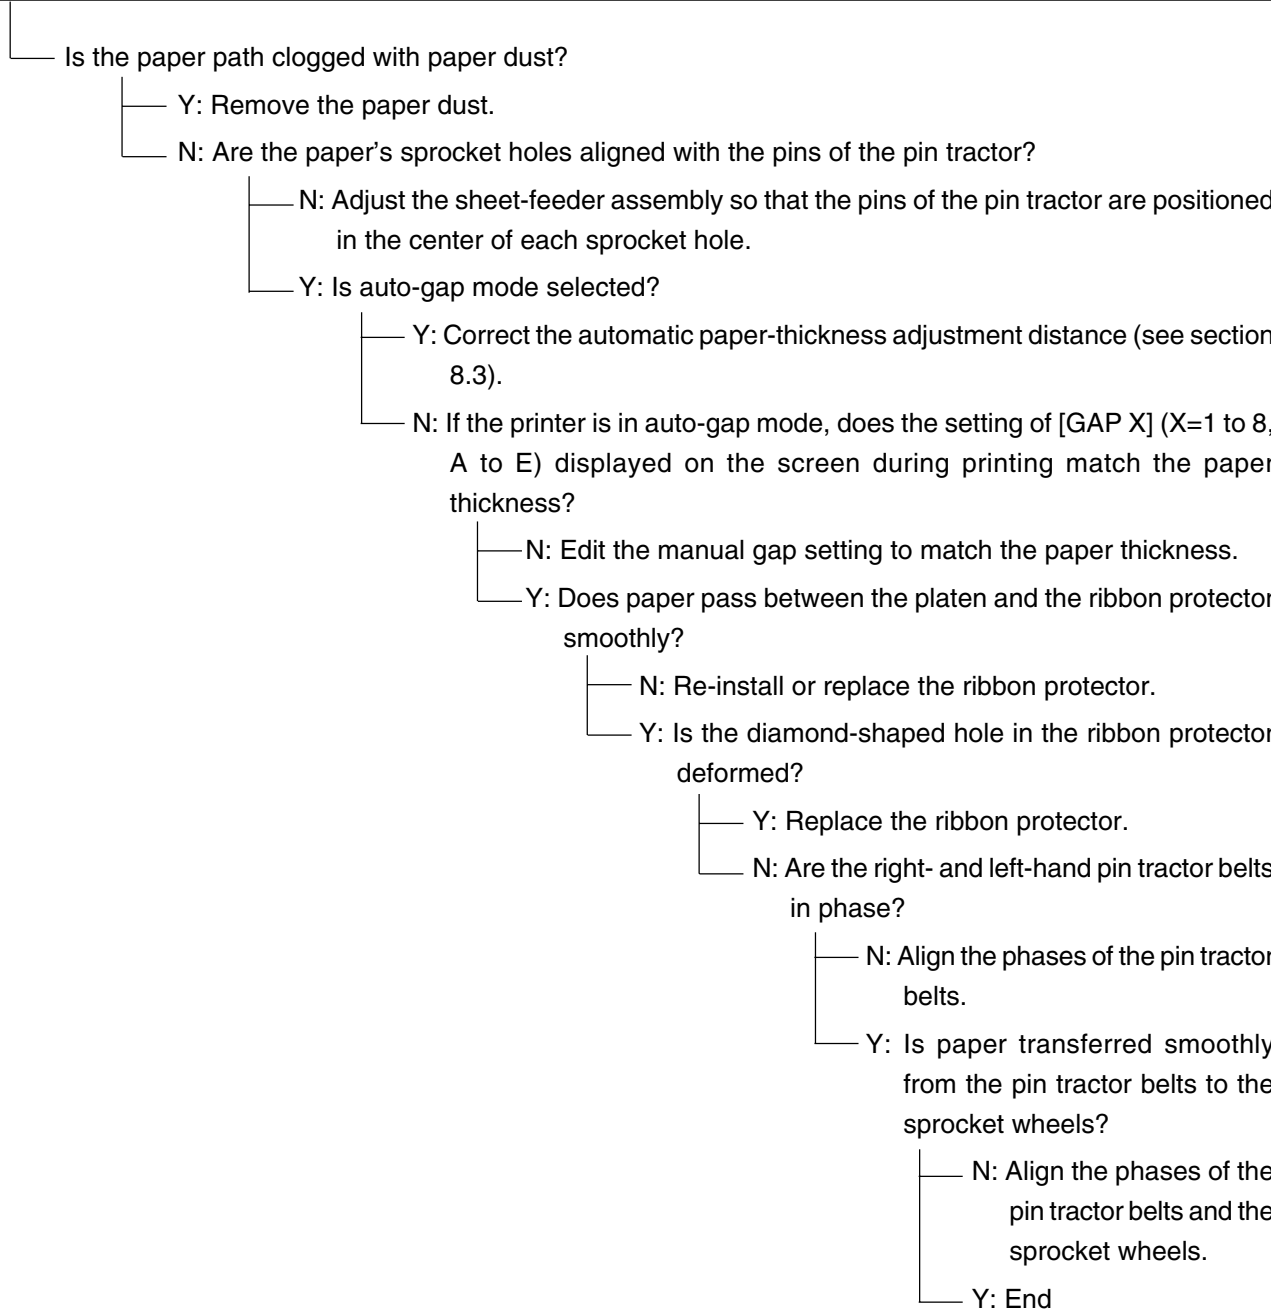 Is the paper path clogged with paper dust?
Y: Remove the paper dust.
N: Are the paper's sprocket holes aligned with the pins of the pin tractor?
N: Adjust the sheet-feeder assembly so that the pins of the pin tractor are positioned
in the center of each sprocket hole.
Y: Is auto-gap mode selected?
Y: Correct the automatic paper-thickness adjustment distance (see section
8.3).
N: If the printer is in auto-gap mode, does the setting of [GAP X] (X=1 to 8,
A to E) displayed on the screen during printing match the paper
thickness?
N: Edit the manual gap setting to match the paper thickness.
Y: Does paper pass between the platen and the ribbon protector
smoothly?
N: Re-install or replace the ribbon protector.
Y: Is the diamond-shaped hole in the ribbon protector
deformed?
Y: Replace the ribbon protector.
N: Are the right- and left-hand pin tractor belts
in phase?
N: Align the phases of the pin tractor
belts.
Y: Is paper transferred smoothly
from the pin tractor belts to the
sprocket wheels?
N: Align the phases of the
pin tractor belts and the
sprocket wheels.
Y: End